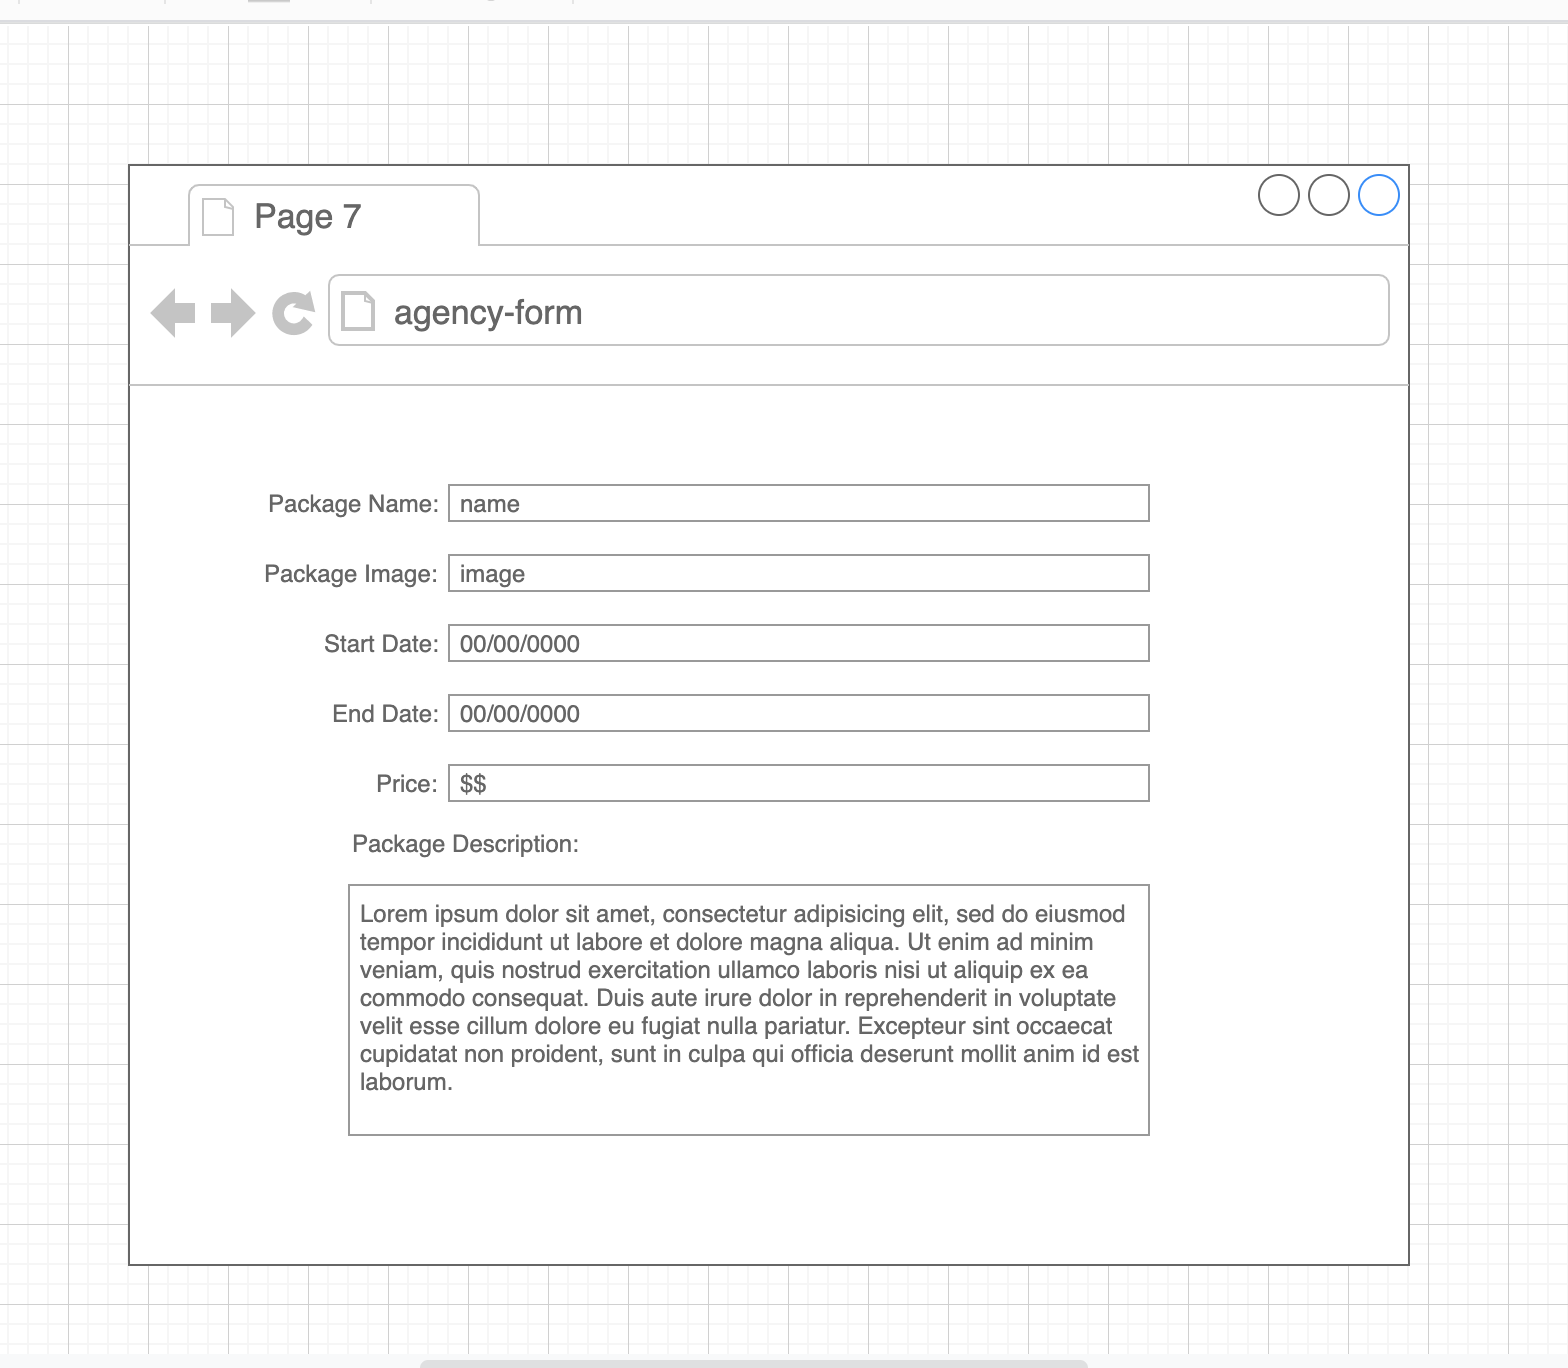 Page 7
agency-form
Package Name: name
Package Image: image
Start Date: 00/00/0000
End Date: 00/00/0000
Price: $$
Package Description:
Lorem ipsum dolor sit amet, consectetur adipisicing elit, sed do eiusmod
tempor incididunt ut labore et dolore magna aliqua. Ut enim ad minim
veniam, quis nostrud exercitation ullamco laboris nisi ut aliquip ex ea
commodo consequat. Duis aute irure dolor in reprehenderit in voluptate
velit esse cillum dolore eu fugiat nulla pariatur. Excepteur sint occaecat
cupidatat non proident, sunt in culpa qui officia deserunt mollit anim id est
laborum.